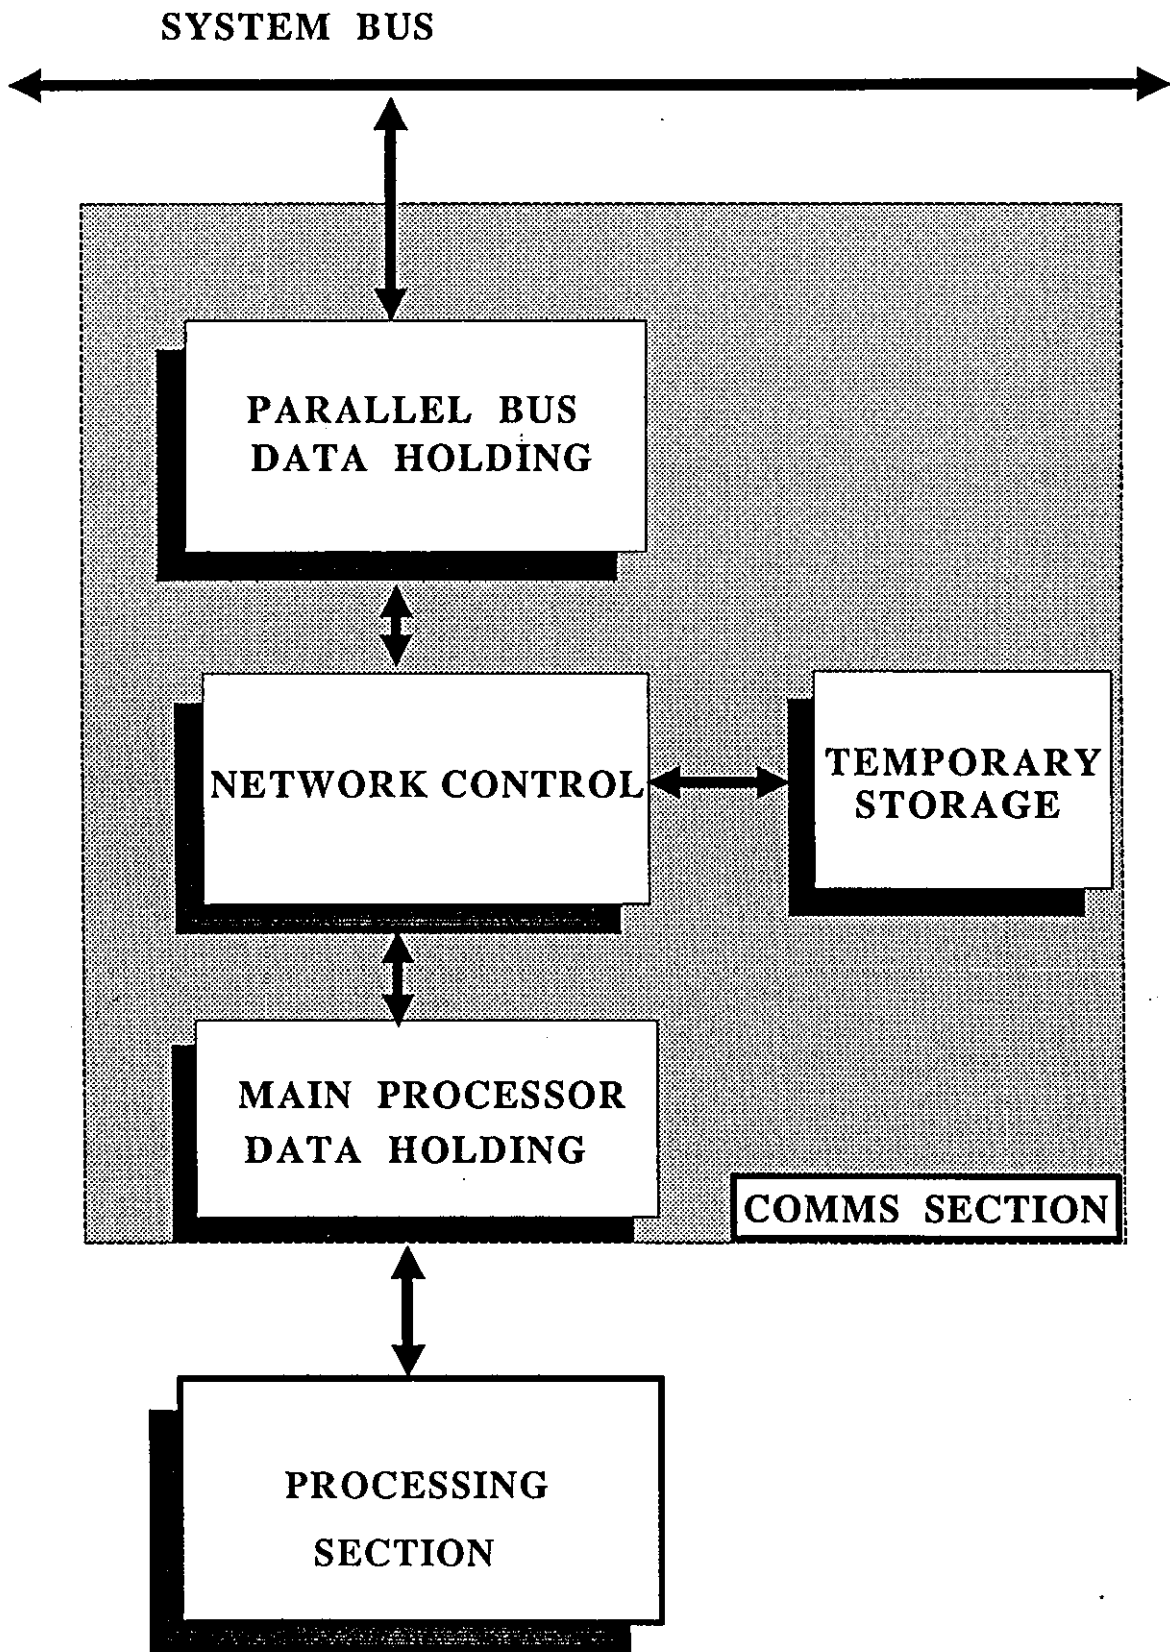 SYSTEM BUS
PARALLEL BUS
DATA HOLDING
NETWORK CONTROL
TEMPORARY
STORAGE
MAIN PROCESSOR
DATA HOLDING
COMMS SECTION
PROCESSING
SECTION